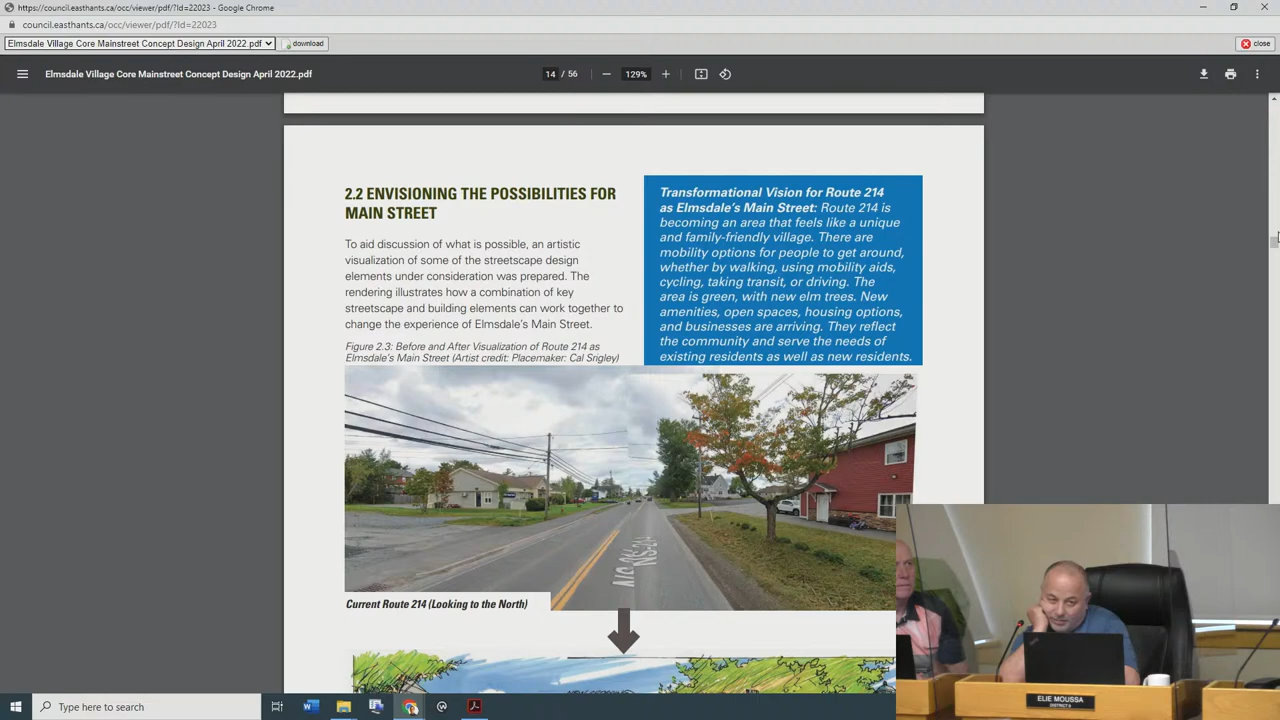 https://council.easthants.ca/occ/viewer/pdf/?Id=22023 - Google Chrome
council.easthants.ca/occ/viewer/pdf/?Id=22023
Elmsdale Village Core Mainstreet Concept Design April 2022.pdf
download
close
Elmsdale Village Core Mainstreet Concept Design April 2022.pdf
14 / 56
129%
2.2 ENVISIONING THE POSSIBILITIES FOR
MAIN STREET
To aid discussion of what is possible, an artistic
visualization of some of the streetscape design
elements under consideration was prepared. The
rendering illustrates how a combination of key
streetscape and building elements can work together to
change the experience of Elmsdale's Main Street.
Figure 2.3: Before and After Visualization of Route 214 as
Elmsdale's Main Street (Artist credit: Placemaker: Cal Srigley)
Transformational Vision for Route 214
as Elmsdale's Main Street: Route 214 is
becoming an area that feels like a unique
and family-friendly village. There are
mobility options for people to get around,
whether by walking, using mobility aids,
cycling, taking transit, or driving. The
area is green, with new elm trees. New
amenities, open spaces, housing options,
and businesses are arriving. They reflect
the community and serve the needs of
existing residents as well as new residents.
NS-214
NS-214
Current Route 214 (Looking to the North)
ELIE MOUSSA
Type here to search